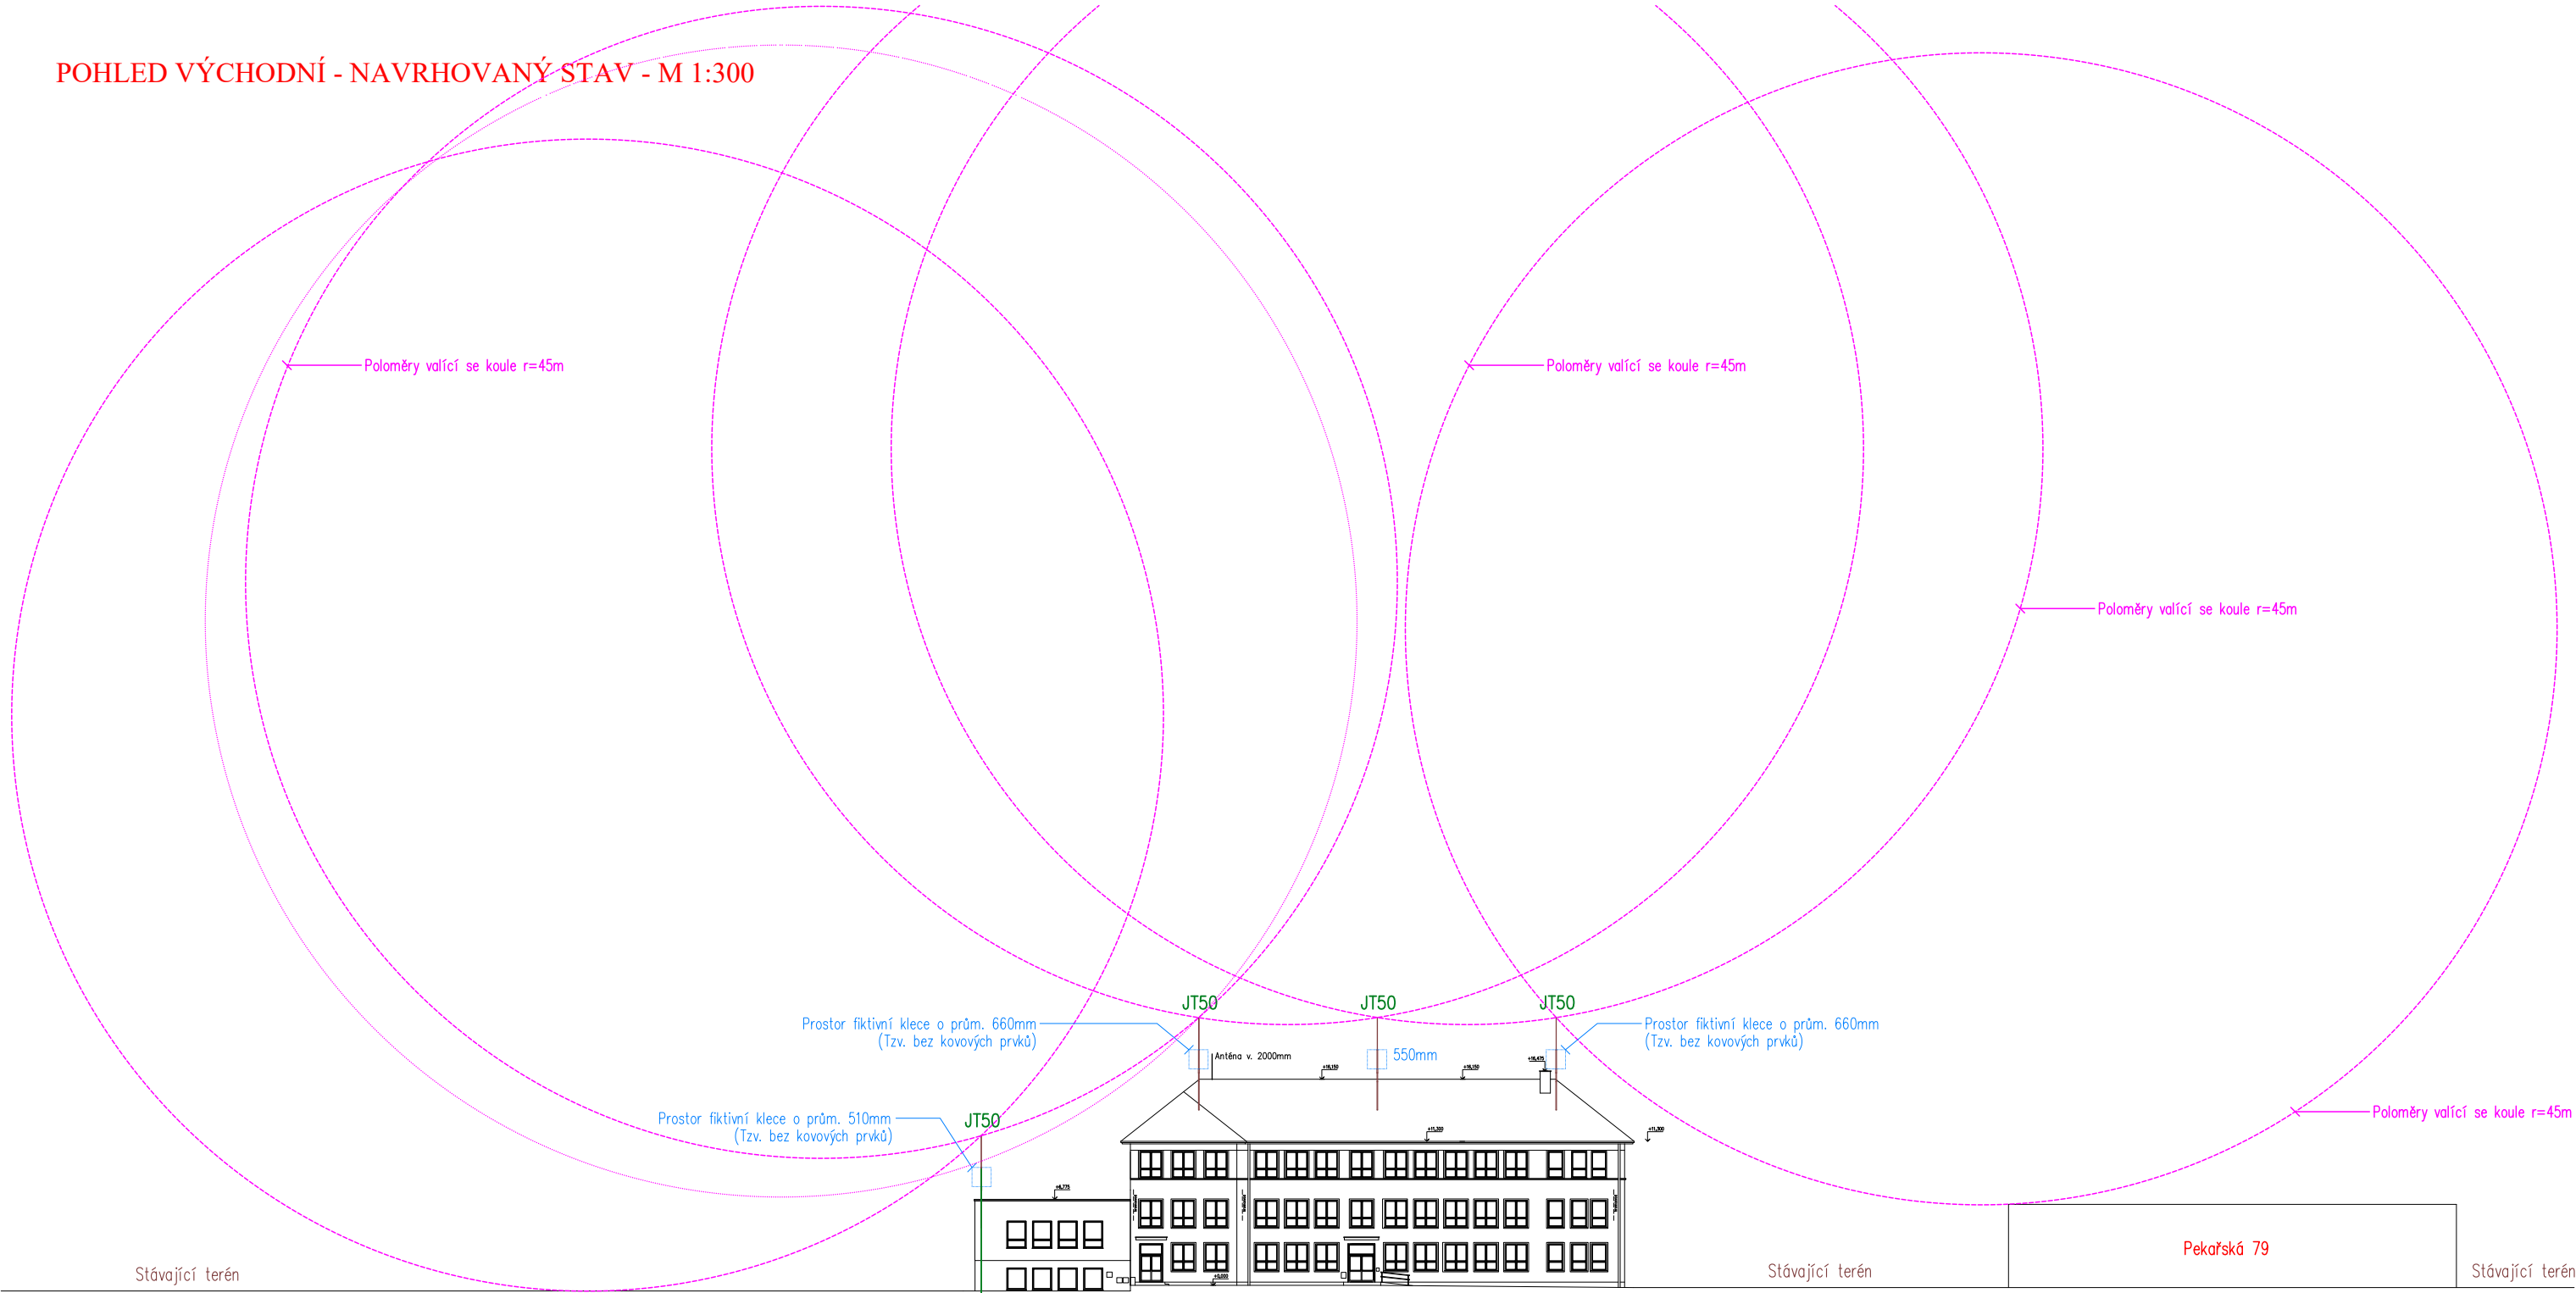 POHLED VÝCHODNÍ - NAVRHOVANÝ STAV - M 1:300
Poloměry valící se koule r=45m
Poloměry valící se koule r=45m
Poloměry valící se koule r=45m
JT50
JT50
JT50
Prostor fiktivní klece o prům. 660mm
(Tzv. bez kovových prvků)
Anténa v. 2000mm
550mm
Prostor fiktivní klece o prům. 660mm
(Tzv. bez kovových prvků)
Prostor fiktivní klece o prům. 510mm
(Tzv. bez kovových prvků)
JT50
Poloměry valící se koule r=45m
Pekařská 79
Stávající terén
Stávající terén
Stávající terén